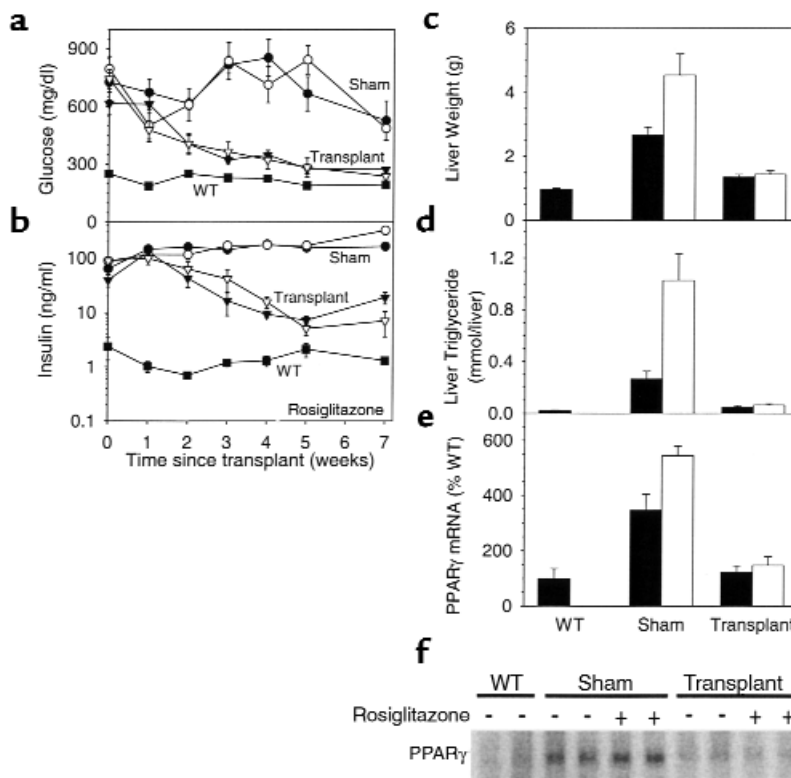 a
900
600
300
0
Glucose (mg/dl)
Sham
Transplant
WT
b
100
10
1
0.1
Insulin (ng/ml)
Sham
Transplant
WT
Rosiglitazone
0 1 2 3 4 5 6 7
Time since transplant (weeks)
c
6
4
2
0
Liver Weight (g)
d
1.2
0.8
0.4
0.0
Liver Triglyceride
(mmol/liver)
e
600
400
200
0
PPARγ mRNA (% WT)
WT Sham Transplant
f
WT Sham Transplant
Rosiglitazone - - - - + + - - + +
PPARγ